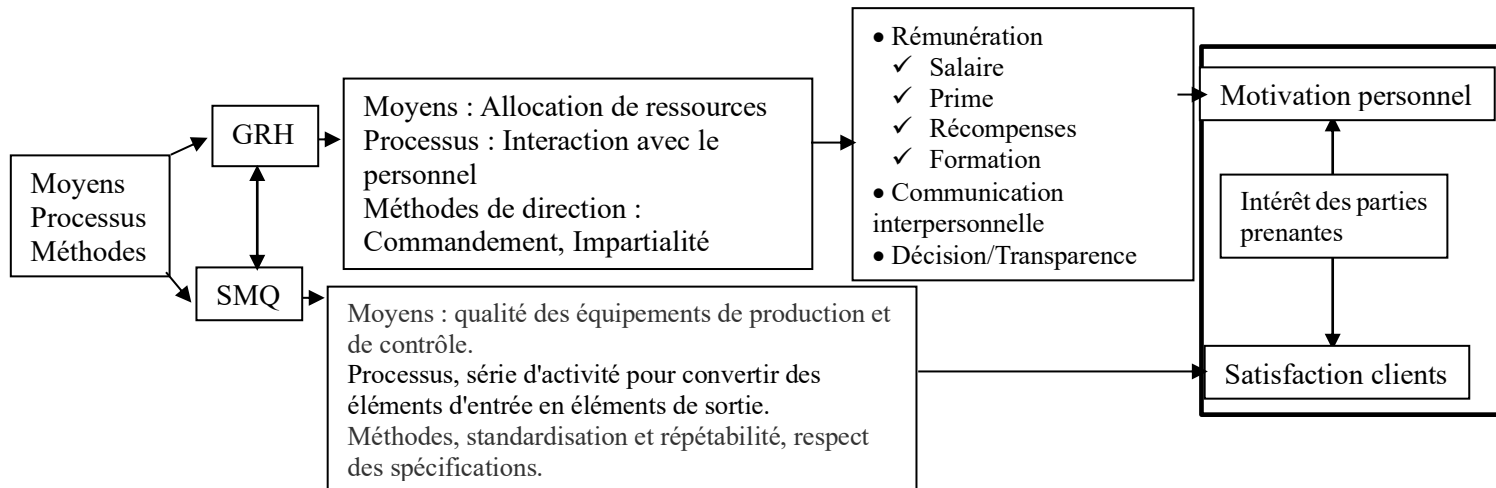 Moyens
Processus
Méthodes
GRH
SMQ
Moyens : Allocation de ressources
Processus : Interaction avec le
personnel
Méthodes de direction :
Commandement, Impartialité
Moyens : qualité des équipements de production et
de contrôle.
Processus, série d'activité pour convertir des
éléments d'entrée en éléments de sortie.
Méthodes, standardisation et répétabilité, respect
des spécifications.
• Rémunération
✓ Salaire
✓ Prime
✓ Récompenses
✓ Formation
• Communication
interpersonnelle
• Décision/Transparence
Motivation personnel
Intérêt des parties
prenantes
Satisfaction clients